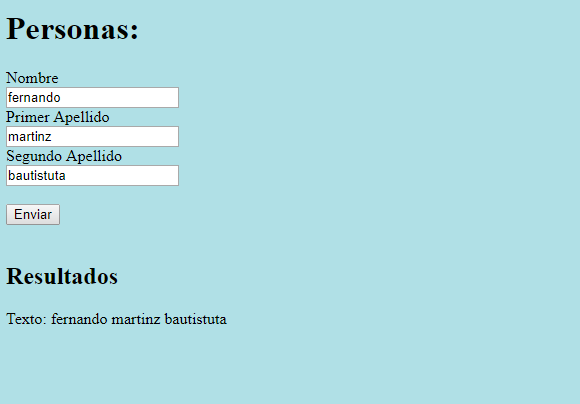 Personas:
Nombre
fernando
Primer Apellido
martinz
Segundo Apellido
bautistuta
Enviar
Resultados
Texto: fernando martinz bautistuta